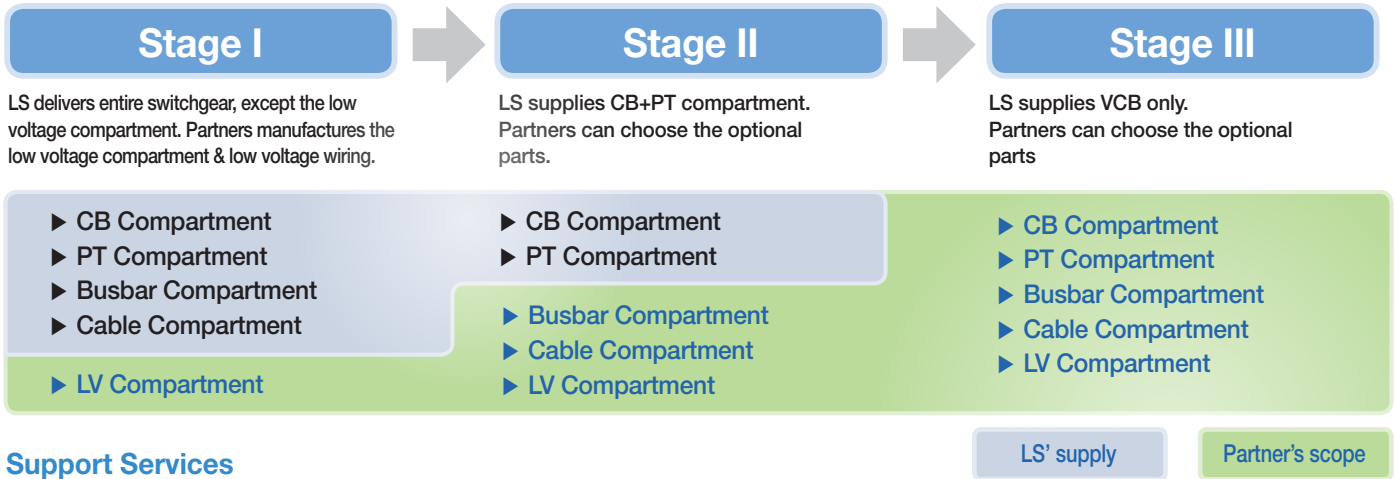 Stage I
Stage II
Stage III
LS delivers entire switchgear, except the low
voltage compartment. Partners manufactures the
low voltage compartment & low voltage wiring.
LS supplies CB+PT compartment.
Partners can choose the optional
parts.
LS supplies VCB only.
Partners can choose the optional
parts
▶ CB Compartment
▶ PT Compartment
▶ Busbar Compartment
▶ Cable Compartment
▶ LV Compartment
▶ CB Compartment
▶ PT Compartment
▶ Busbar Compartment
▶ Cable Compartment
▶ LV Compartment
▶ CB Compartment
▶ PT Compartment
▶ Busbar Compartment
▶ Cable Compartment
▶ LV Compartment
LS' supply
Partner's scope
Support Services